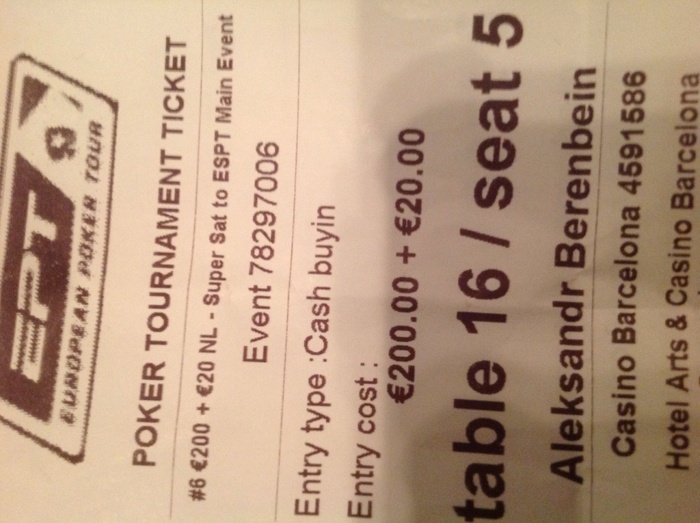 EPT
EUROPEAN POKER TOUR
POKER TOURNAMENT TICKET
#6 €200 + €20 NL - Super Sat to ESPT Main Event
Event 78297006
Entry type :Cash buyin
Entry cost :
€200.00 + €20.00
table 16 / seat 5
Aleksandr Berenbein
Casino Barcelona 4591586
Hotel Arts & Casino Barcelona